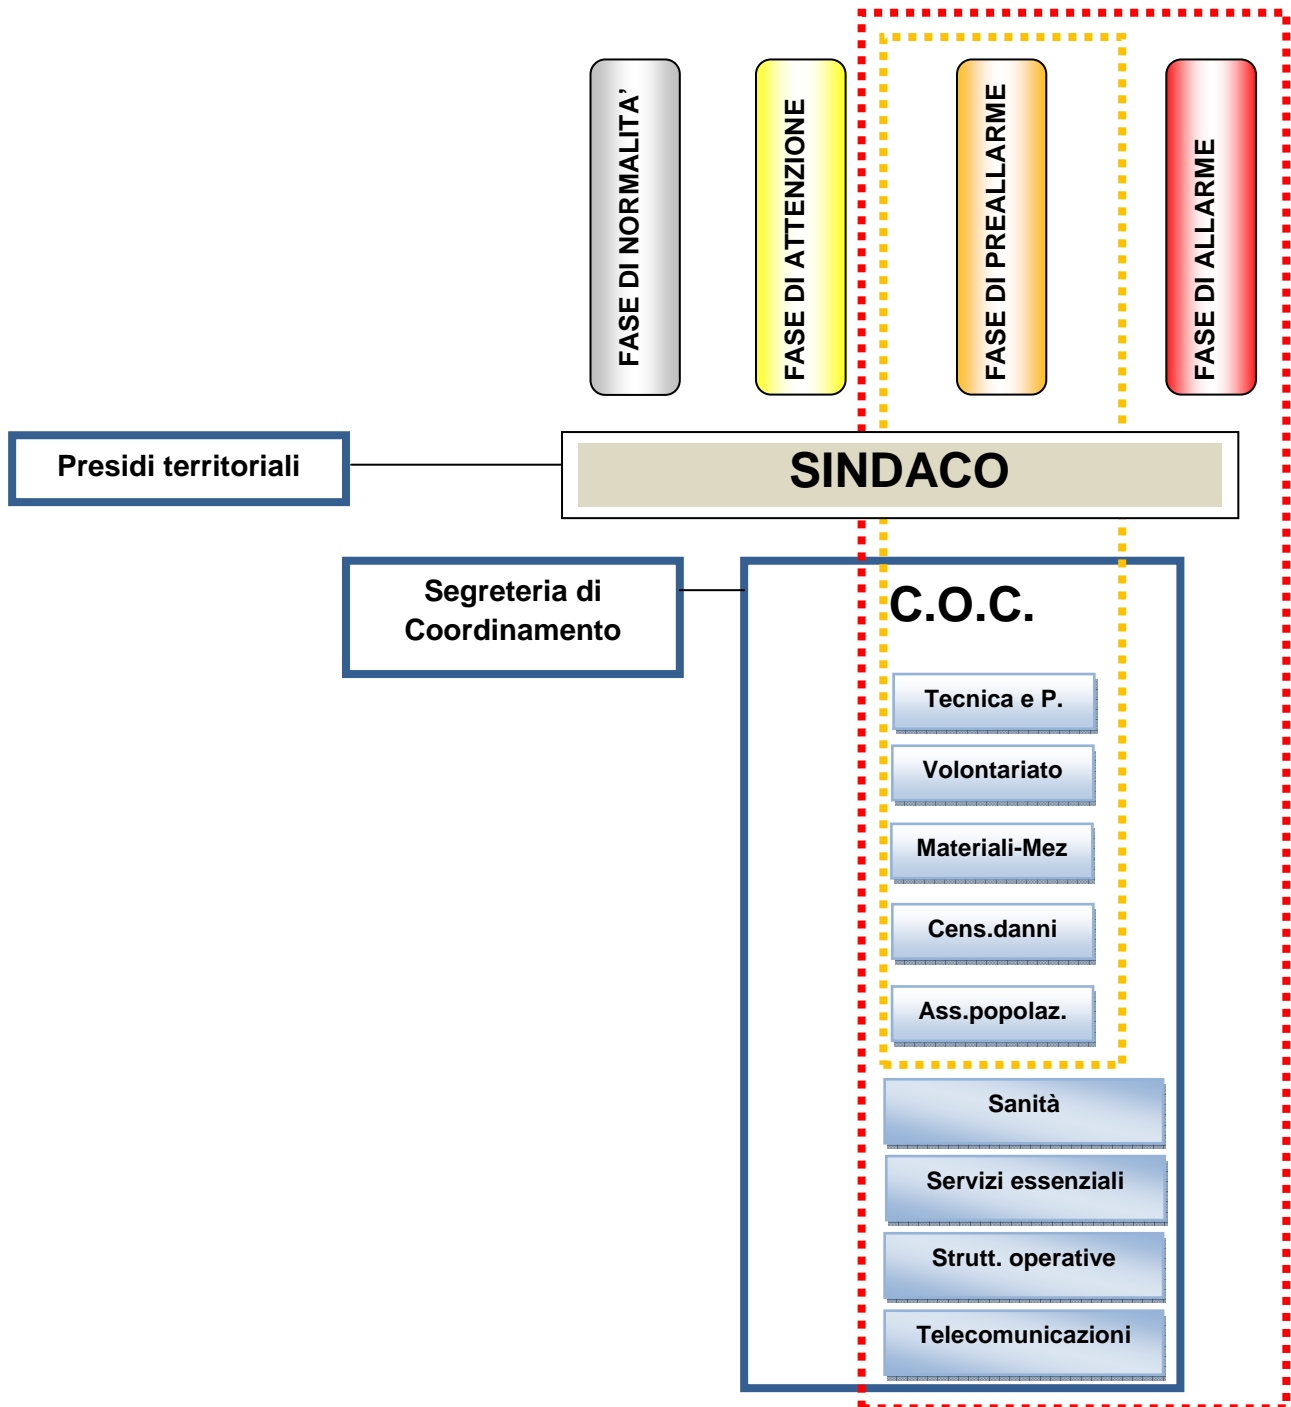 FASE DI NORMALITA’
FASE DI ATTENZIONE
FASE DI PREALLARME
FASE DI ALLARME
Presidi territoriali
SINDACO
Segreteria di
Coordinamento
C.O.C.
Tecnica e P.
Volontariato
Materiali-Mez
Cens.danni
Ass.popolaz.
Sanità
Servizi essenziali
Strutt. operative
Telecomunicazioni